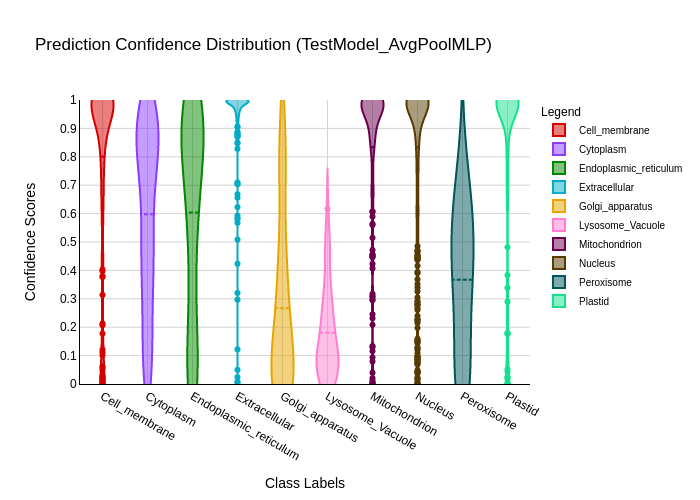 Prediction Confidence Distribution (TestModel_AvgPoolMLP)
Legend
Cell_membrane
Cytoplasm
Endoplasmic_reticulum
Extracellular
Golgi_apparatus
Lysosome_Vacuole
Mitochondrion
Nucleus
Peroxisome
Plastid
Confidence Scores
1
0.9
0.8
0.7
0.6
0.5
0.4
0.3
0.2
0.1
0
Cell_membrane
Cytoplasm
Endoplasmic_reticulum
Extracellular
Golgi_apparatus
Lysosome_Vacuole
Mitochondrion
Nucleus
Peroxisome
Plastid
Class Labels